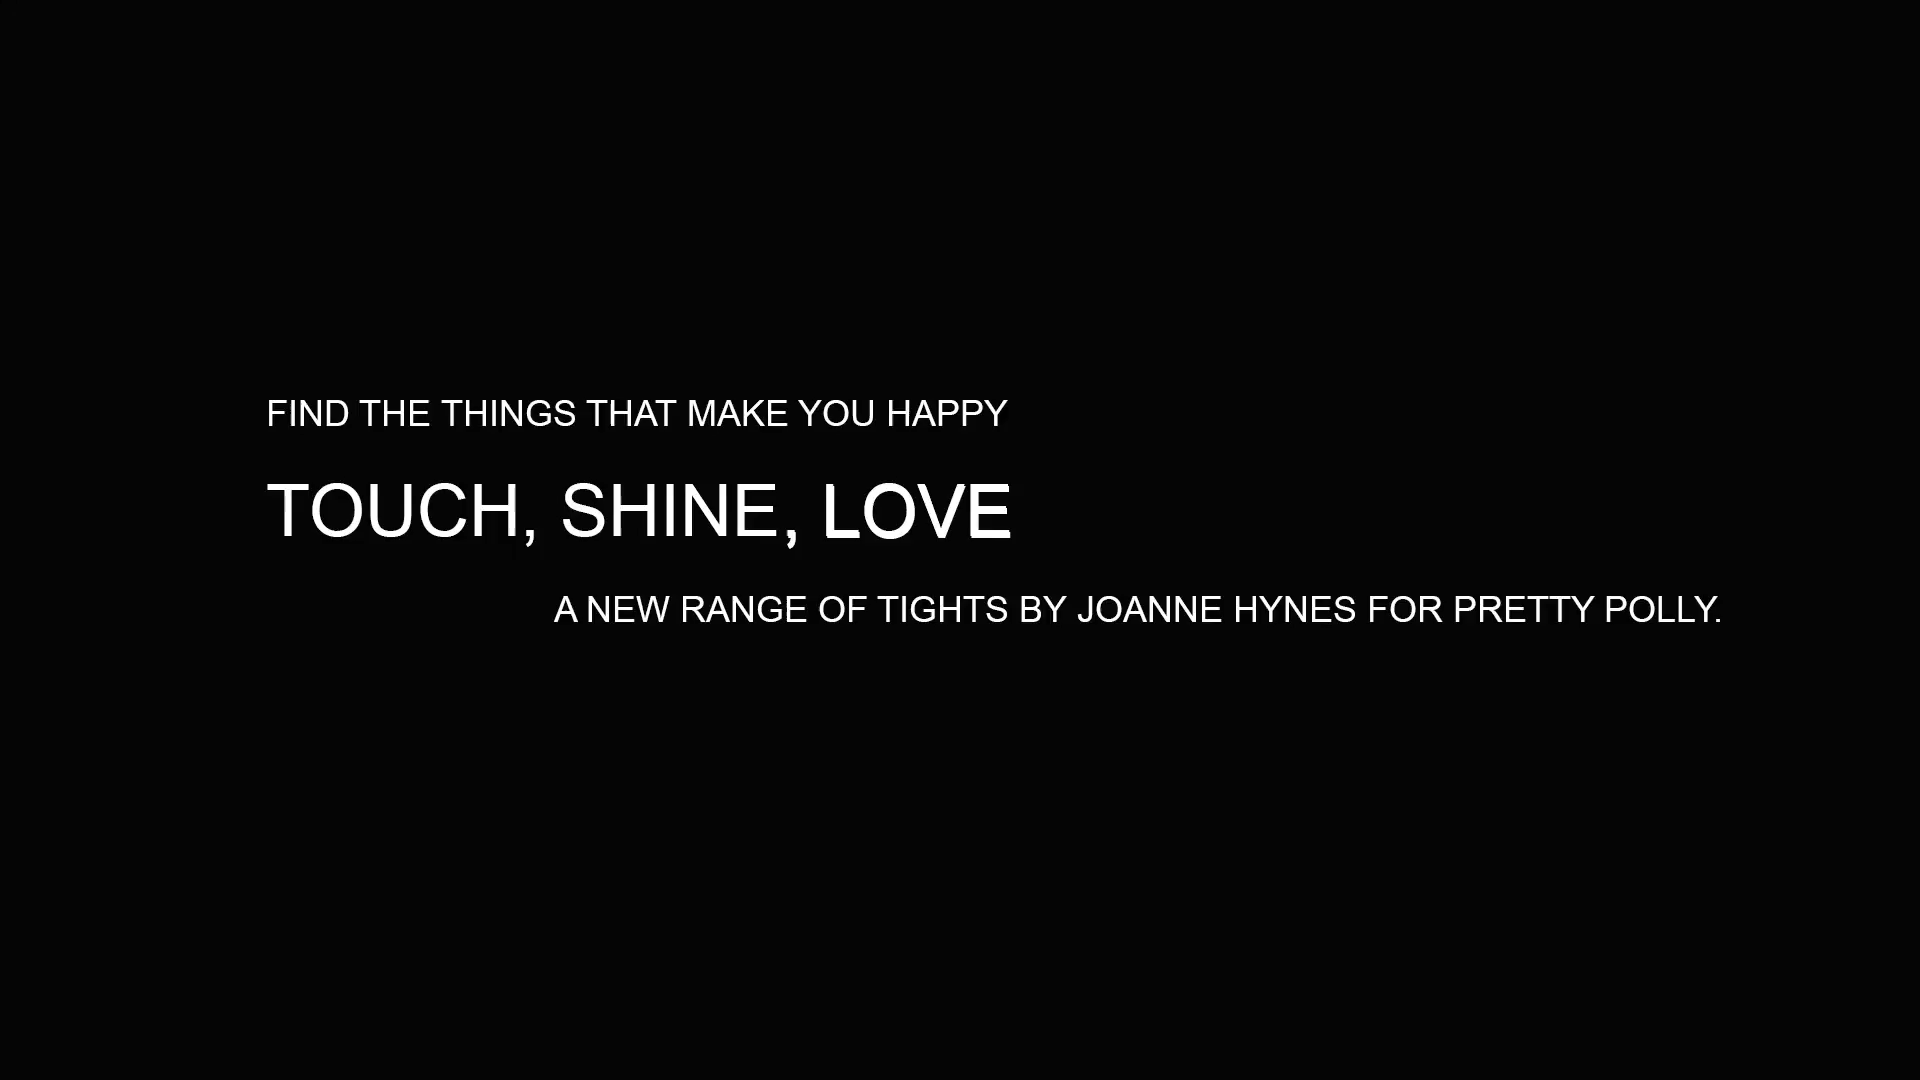 FIND THE THINGS THAT MAKE YOU HAPPY
TOUCH, SHINE, LOVE
A NEW RANGE OF TIGHTS BY JOANNE HYNES FOR PRETTY POLLY.